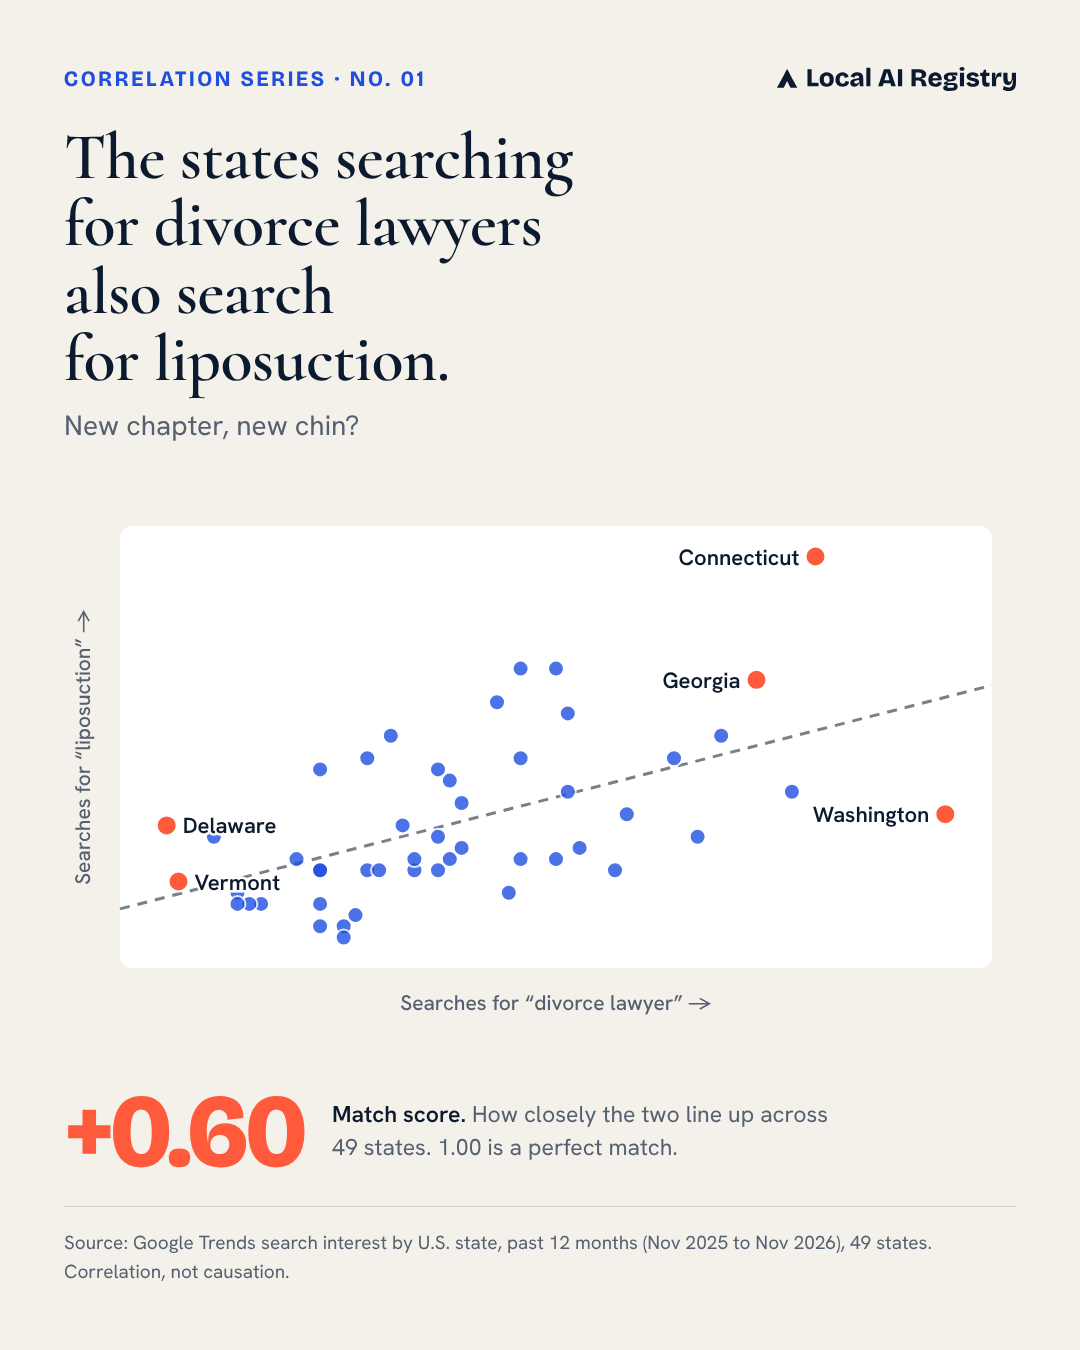 CORRELATION SERIES · NO. 01
Local AI Registry
The states searching
for divorce lawyers
also search
for liposuction.
New chapter, new chin?
Connecticut
Georgia
Delaware
Washington
Vermont
Searches for “liposuction” →
Searches for “divorce lawyer” →
+0.60
Match score. How closely the two line up across
49 states. 1.00 is a perfect match.
Source: Google Trends search interest by U.S. state, past 12 months (Nov 2025 to Nov 2026), 49 states.
Correlation, not causation.